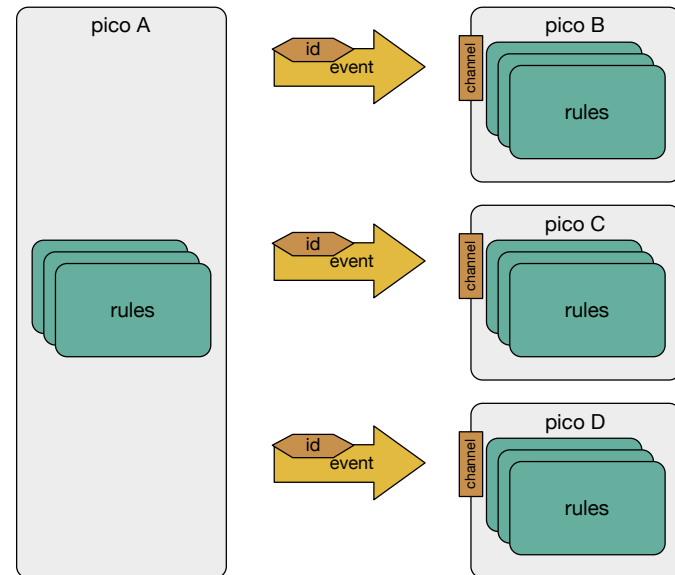 pico A
rules
id
event
pico B
channel
rules
id
event
pico C
channel
rules
id
event
pico D
channel
rules